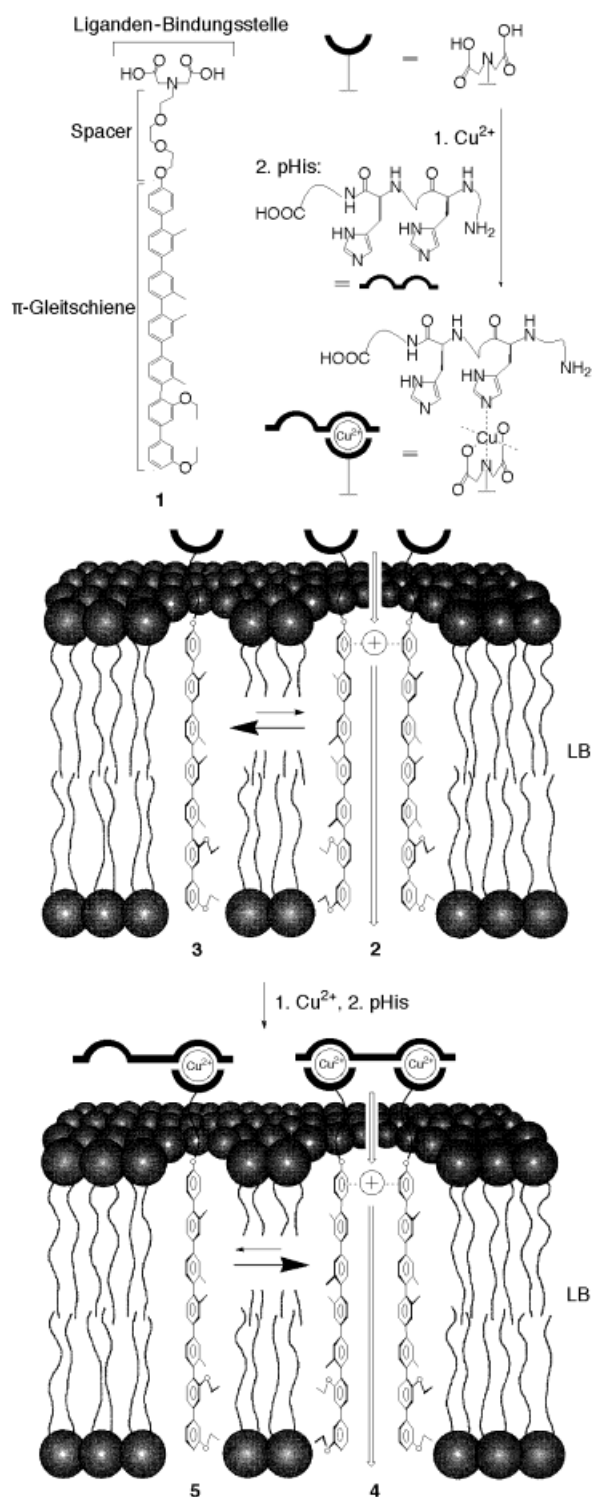 Liganden-Bindungsstelle
HO
O
O
OH
N
Spacer
O
O
O
π-Gleitschiene
O
O
1
=
HO
OH
O
N
O
1. Cu²⁺
2. pHis:
HOOC
N
H
O
H
N
O
H
N
NH₂
HN
N
HN
N
=
HOOC
N
H
O
H
N
O
H
N
NH₂
HN
N
HN
N
Cu²⁺
=
Cu
O
O
O
N
O
+
LB
3
2
1. Cu²⁺, 2. pHis
Cu²⁺
Cu²⁺
Cu²⁺
+
LB
5
4